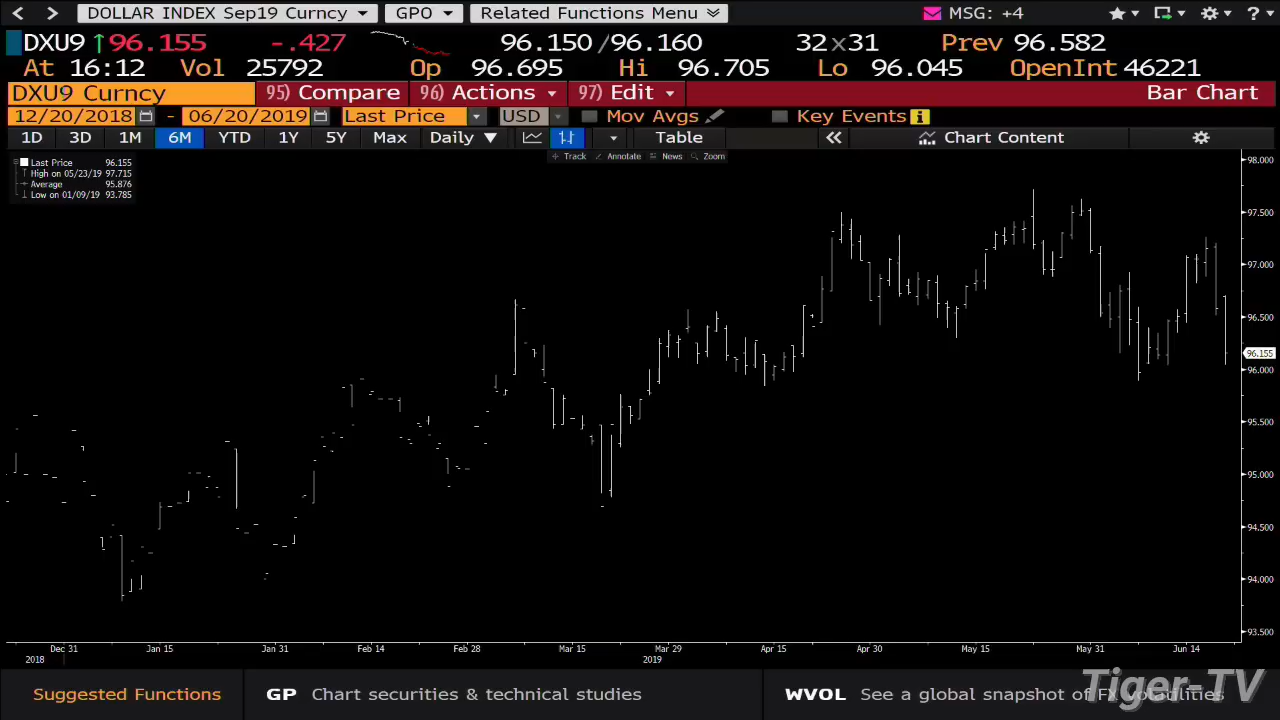 < > DOLLAR INDEX Sep19 Curncy GPO Related Functions Menu MSG: +4 ?
DXU9 ↑96.155 -.427 96.150/96.160 32x31 Prev 96.582
At 16:12 Vol 25792 Op 96.695 Hi 96.705 Lo 96.045 OpenInt 46221
DXU9 Curncy 95) Compare 96) Actions 97) Edit Bar Chart
12/20/2018 - 06/20/2019 Last Price USD Mov Avgs Key Events i
1D 3D 1M 6M YTD 1Y 5Y Max Daily ▼ Table « Chart Content
+ Track Annotate News Zoom
Last Price 96.155
High on 05/23/19 97.715
Average 95.876
Low on 01/09/19 93.785
98.000
97.500
97.000
96.500
96.155
96.000
95.500
95.000
94.500
94.000
93.500
Dec 31 Jan 15 Jan 31 Feb 14 Feb 28 Mar 15 Mar 29 Apr 15 Apr 30 May 15 May 31 Jun 14
2018 2019
Suggested Functions GP Chart securities & technical studies WVOL See a global snapshot of FX volatilities
Tiger-TV